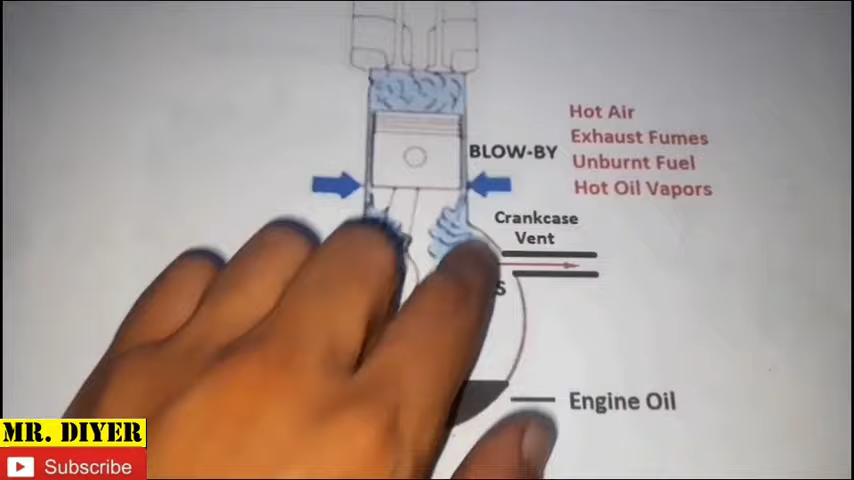 Hot Air
Exhaust Fumes
BLOW-BY
Unburnt Fuel
Hot Oil Vapors
Crankcase
Vent
S
Engine Oil
MR. DIYER
Subscribe